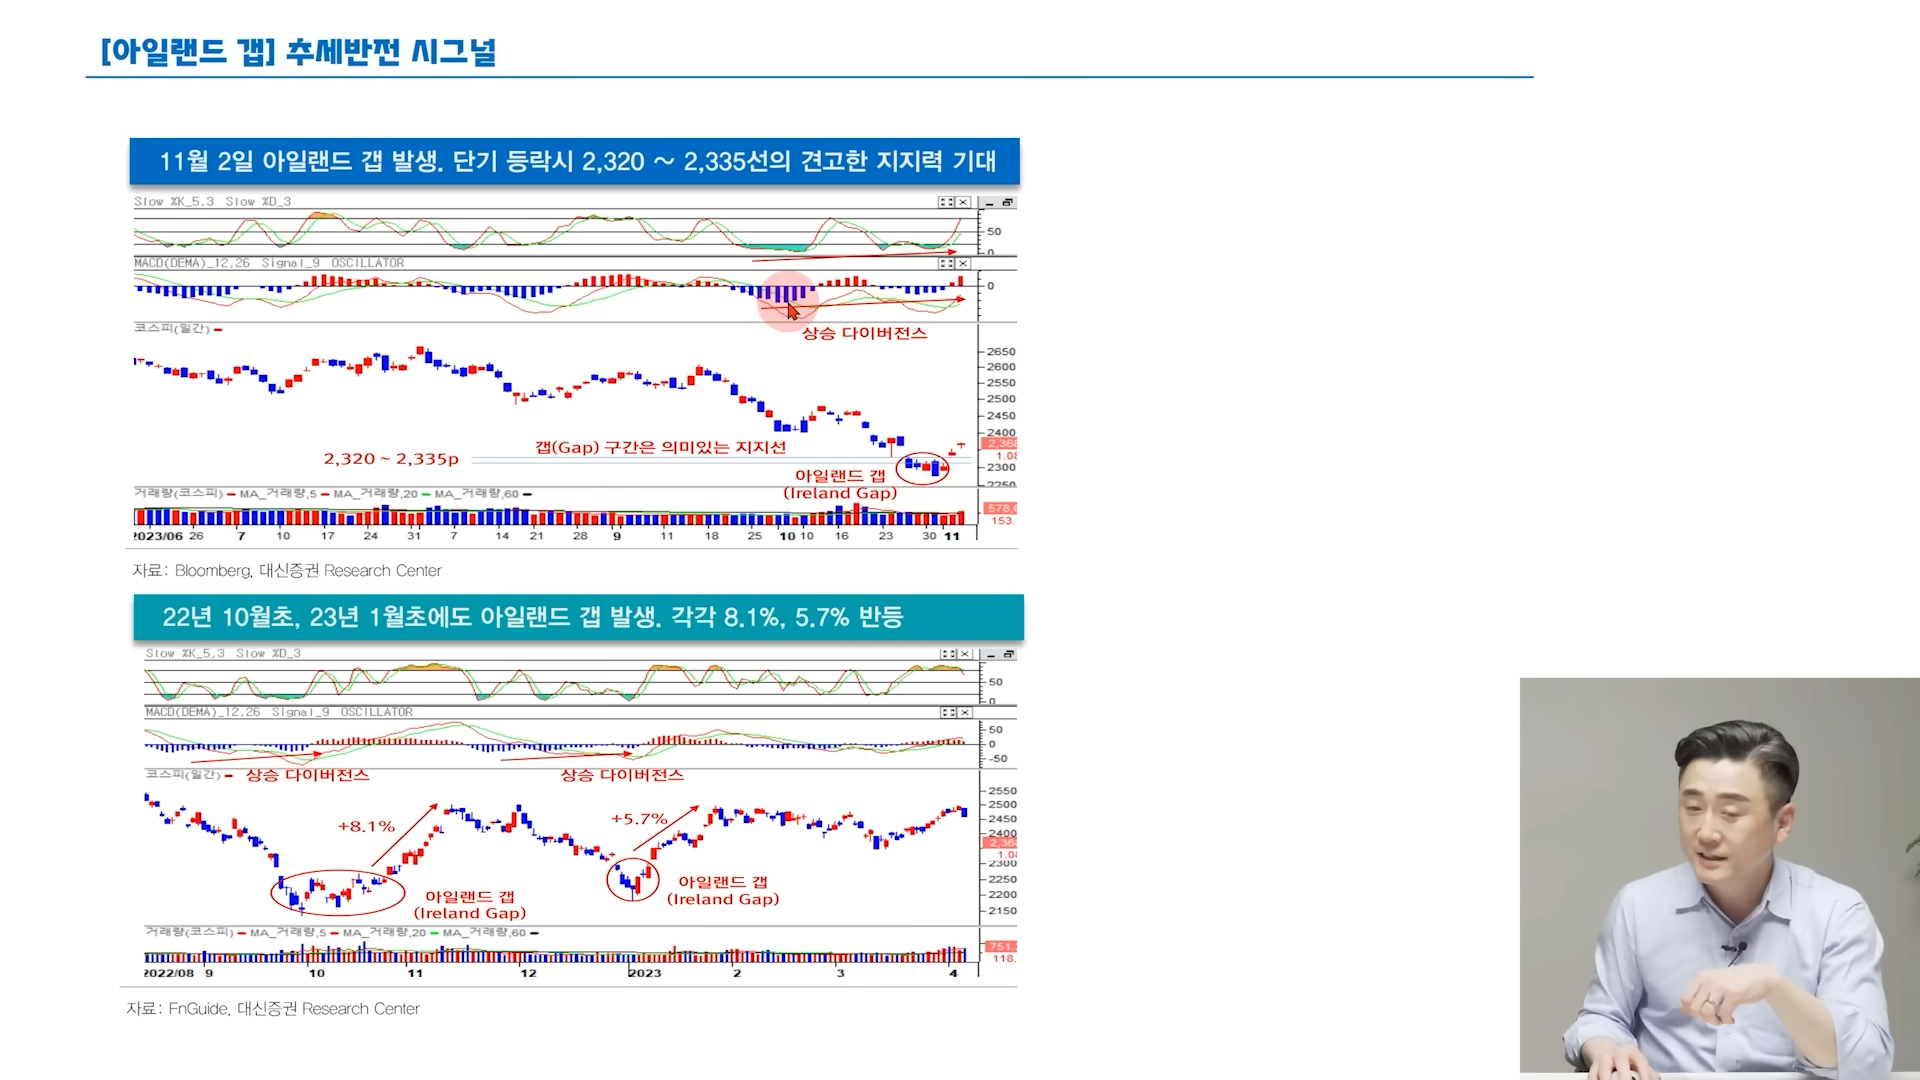 [아일랜드 갭] 추세반전 시그널
11월 2일 아일랜드 갭 발생. 단기 등락시 2,320 ~ 2,335선의 견고한 지지력 기대
Slow %K_5,3 Slow %D_3
50
0
MACD(DEMA)_12,26 Signal_9 OSCILLATOR
0
상승 다이버전스
코스피(일간)
2650
2600
2550
2500
2450
2400
2300
2250
갭(Gap) 구간은 의미있는 지지선
2,320 ~ 2,335p
아일랜드 갭
(Ireland Gap)
거래량(코스피) MA_거래량,5 MA_거래량,20 MA_거래량,60
578,6
153.
2023/06 26 7 10 17 24 31 7 14 21 28 9 11 18 25 10 10 16 23 30 11
자료: Bloomberg, 대신증권 Research Center
22년 10월초, 23년 1월초에도 아일랜드 갭 발생. 각각 8.1%, 5.7% 반등
Slow %K_5,3 Slow %D_3
50
0
MACD(DEMA)_12,26 Signal_9 OSCILLATOR
50
0
-50
코스피(일간) 상승 다이버전스 상승 다이버전스
2550
2500
2450
2400
2300
2250
2200
2150
+8.1%
+5.7%
아일랜드 갭
(Ireland Gap)
아일랜드 갭
(Ireland Gap)
거래량(코스피) MA_거래량,5 MA_거래량,20 MA_거래량,60
751,
118.
2022/08 9 10 11 12 2023 2 3 4
자료: FnGuide, 대신증권 Research Center